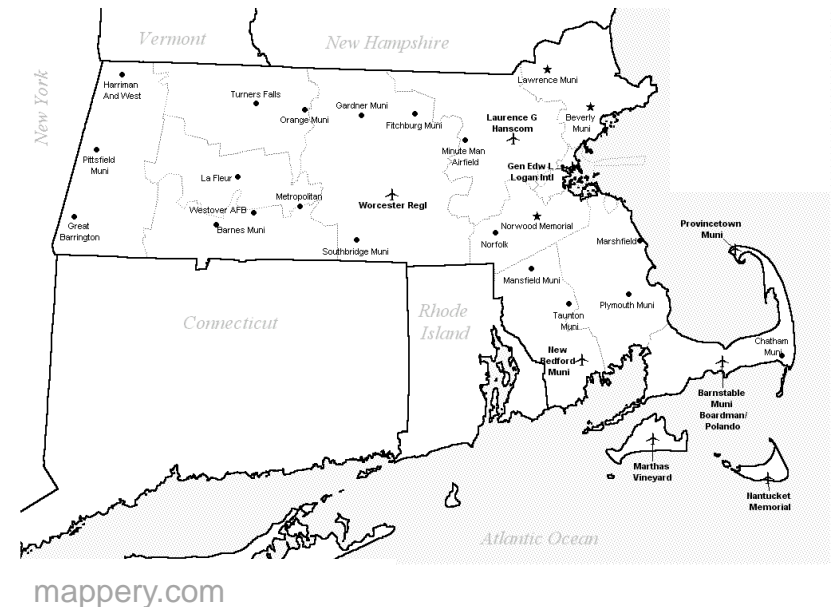 Vermont
New Hampshire
New York
Harriman
And West
Turners Falls
Orange Muni
Gardner Muni
Fitchburg Muni
Lawrence Muni
Laurence G
Hanscom
Beverly
Muni
Minute Man
Airfield
Pittsfield
Muni
La Fleur
Gen Edw L
Logan Intl
Metropolitan
Westover AFB
Barnes Muni
Worcester Regl
Great
Barrington
Southbridge Muni
Norwood Memorial
Norfolk
Marshfield
Provincetown
Muni
Mansfield Muni
Plymouth Muni
Taunton
Muni
Connecticut
Rhode
Island
New
Bedford
Muni
Chatham
Muni
Barnstable
Muni
Boardman/
Polando
Marthas
Vineyard
Nantucket
Memorial
Atlantic Ocean
mappery.com